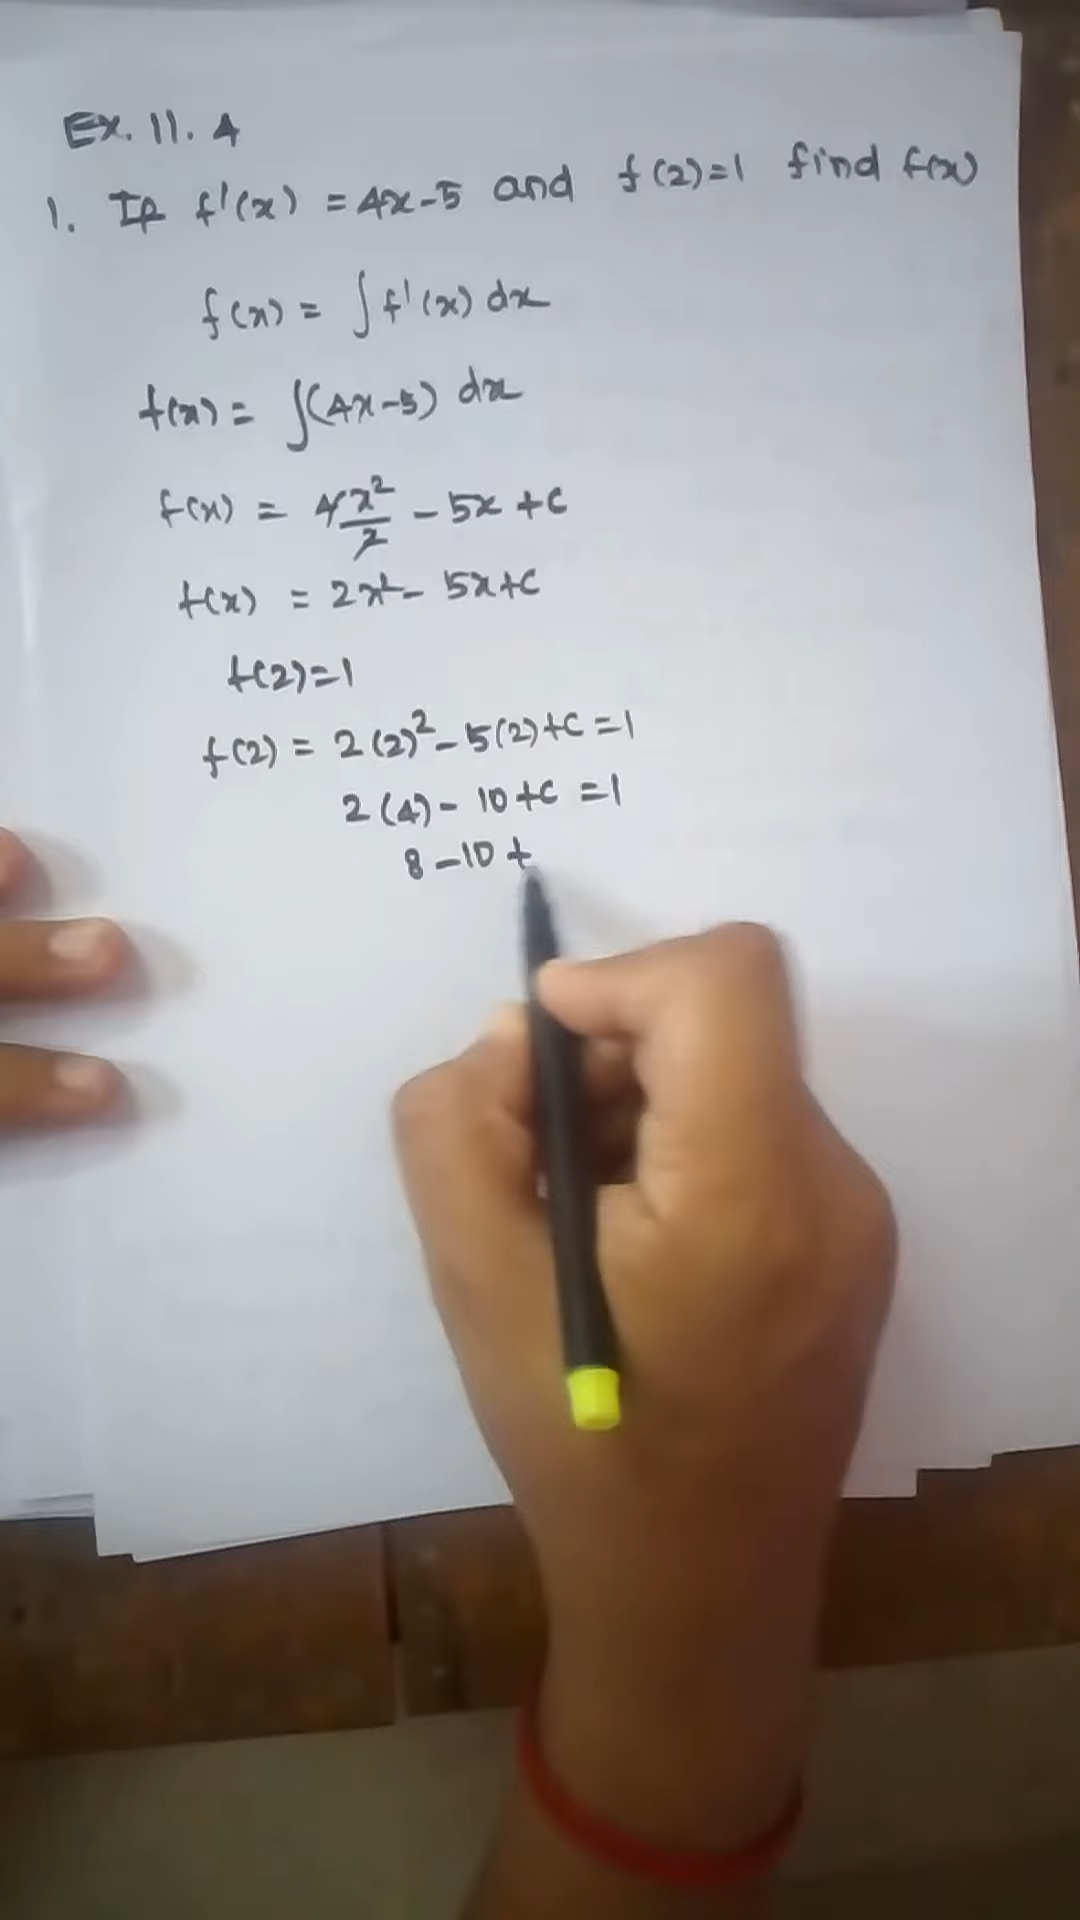 Ex. 11.4
1. If f'(x) = 4x-5 and f(2)=1 find f(x)
f(x) = ∫f'(x) dx
f(x) = ∫(4x-5) dx
f(x) = 4x²/2 - 5x + c
f(x) = 2x² - 5x+c
f(2)=1
f(2) = 2(2)² - 5(2)+c =1
2(4) - 10+c =1
8-10+